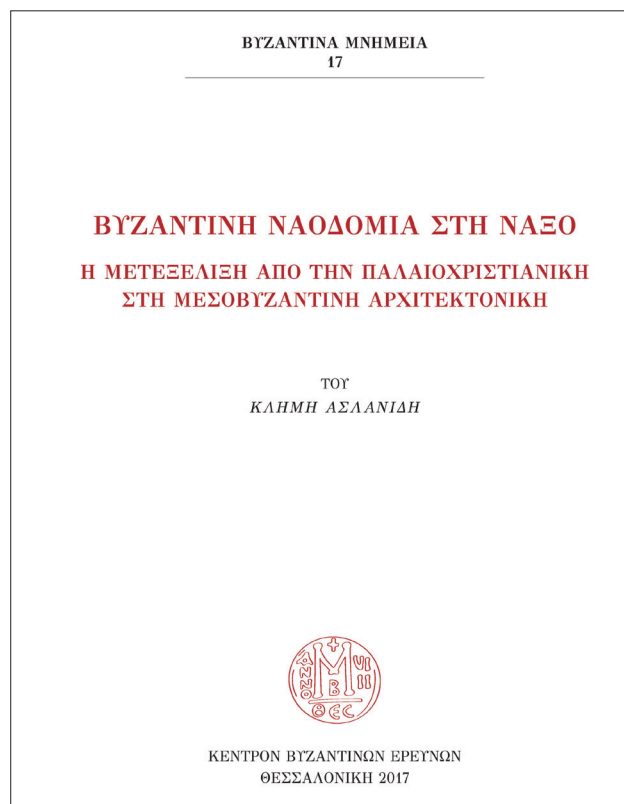 ΒΥΖΑΝΤΙΝΑ ΜΝΗΜΕΙΑ
17
ΒΥΖΑΝΤΙΝΗ ΝΑΟΔΟΜΙΑ ΣΤΗ ΝΑΞΟ
Η ΜΕΤΕΞΕΛΙΞΗ ΑΠΟ ΤΗΝ ΠΑΛΑΙΟΧΡΙΣΤΙΑΝΙΚΗ
ΣΤΗ ΜΕΣΟΒΥΖΑΝΤΙΝΗ ΑΡΧΙΤΕΚΤΟΝΙΚΗ
ΤΟΥ
ΚΛΗΜΗ ΑΣΛΑΝΙΔΗ
ΘΕC
ΚΕΝΤΡΟΝ ΒΥΖΑΝΤΙΝΩΝ ΕΡΕΥΝΩΝ
ΘΕΣΣΑΛΟΝΙΚΗ 2017